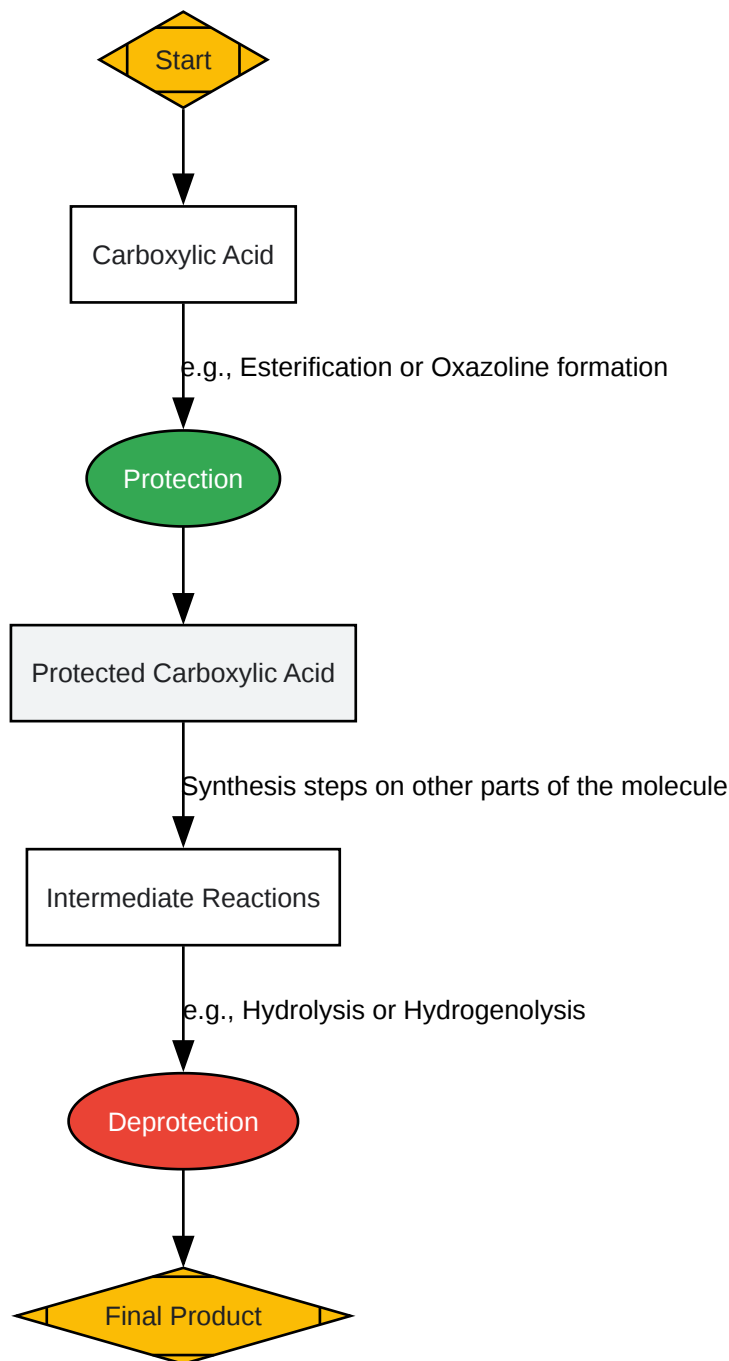 Start
Carboxylic Acid
e.g., Esterification or Oxazoline formation
Protection
Protected Carboxylic Acid
Synthesis steps on other parts of the molecule
Intermediate Reactions
e.g., Hydrolysis or Hydrogenolysis
Deprotection
Final Product